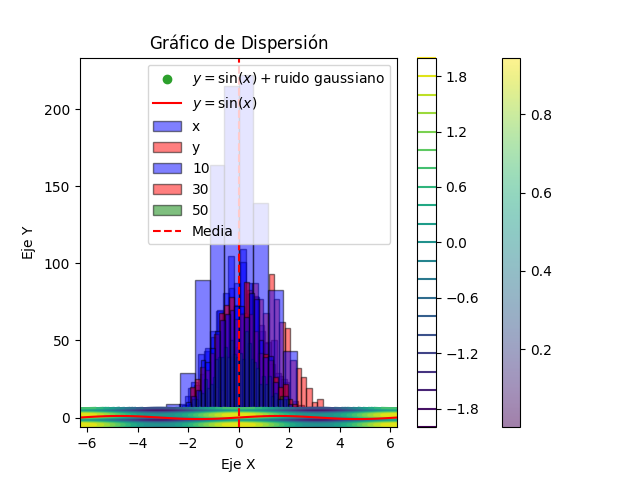 Gráfico de Dispersión
y = sin(x) + ruido gaussiano
y = sin(x)
x
y
10
30
50
Media
Eje Y
200
150
100
50
0
−6 −4 −2 0 2 4 6
Eje X
1.8
1.2
0.6
0.0
−0.6
−1.2
−1.8
0.8
0.6
0.4
0.2